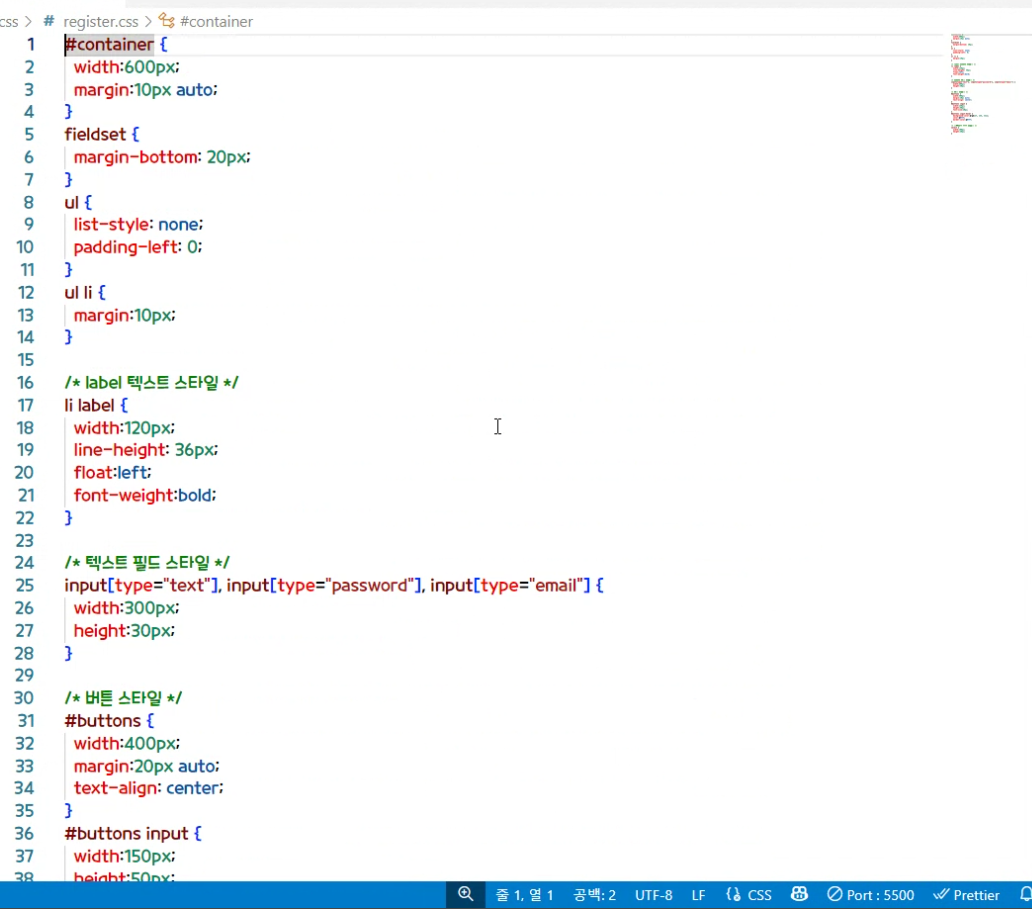 css > # register.css > #container
1 #container {
2 width:600px;
3 margin:10px auto;
4 }
5 fieldset {
6 margin-bottom: 20px;
7 }
8 ul {
9 list-style: none;
10 padding-left: 0;
11 }
12 ul li {
13 margin:10px;
14 }
15
16 /* label 텍스트 스타일 */
17 li label {
18 width:120px;
19 line-height: 36px;
20 float:left;
21 font-weight:bold;
22 }
23
24 /* 텍스트 필드 스타일 */
25 input[type="text"], input[type="password"], input[type="email"] {
26 width:300px;
27 height:30px;
28 }
29
30 /* 버튼 스타일 */
31 #buttons {
32 width:400px;
33 margin:20px auto;
34 text-align: center;
35 }
36 #buttons input {
37 width:150px;
38 height:50px;
줄 1, 열 1 공백: 2 UTF-8 LF {} CSS Port : 5500 Prettier